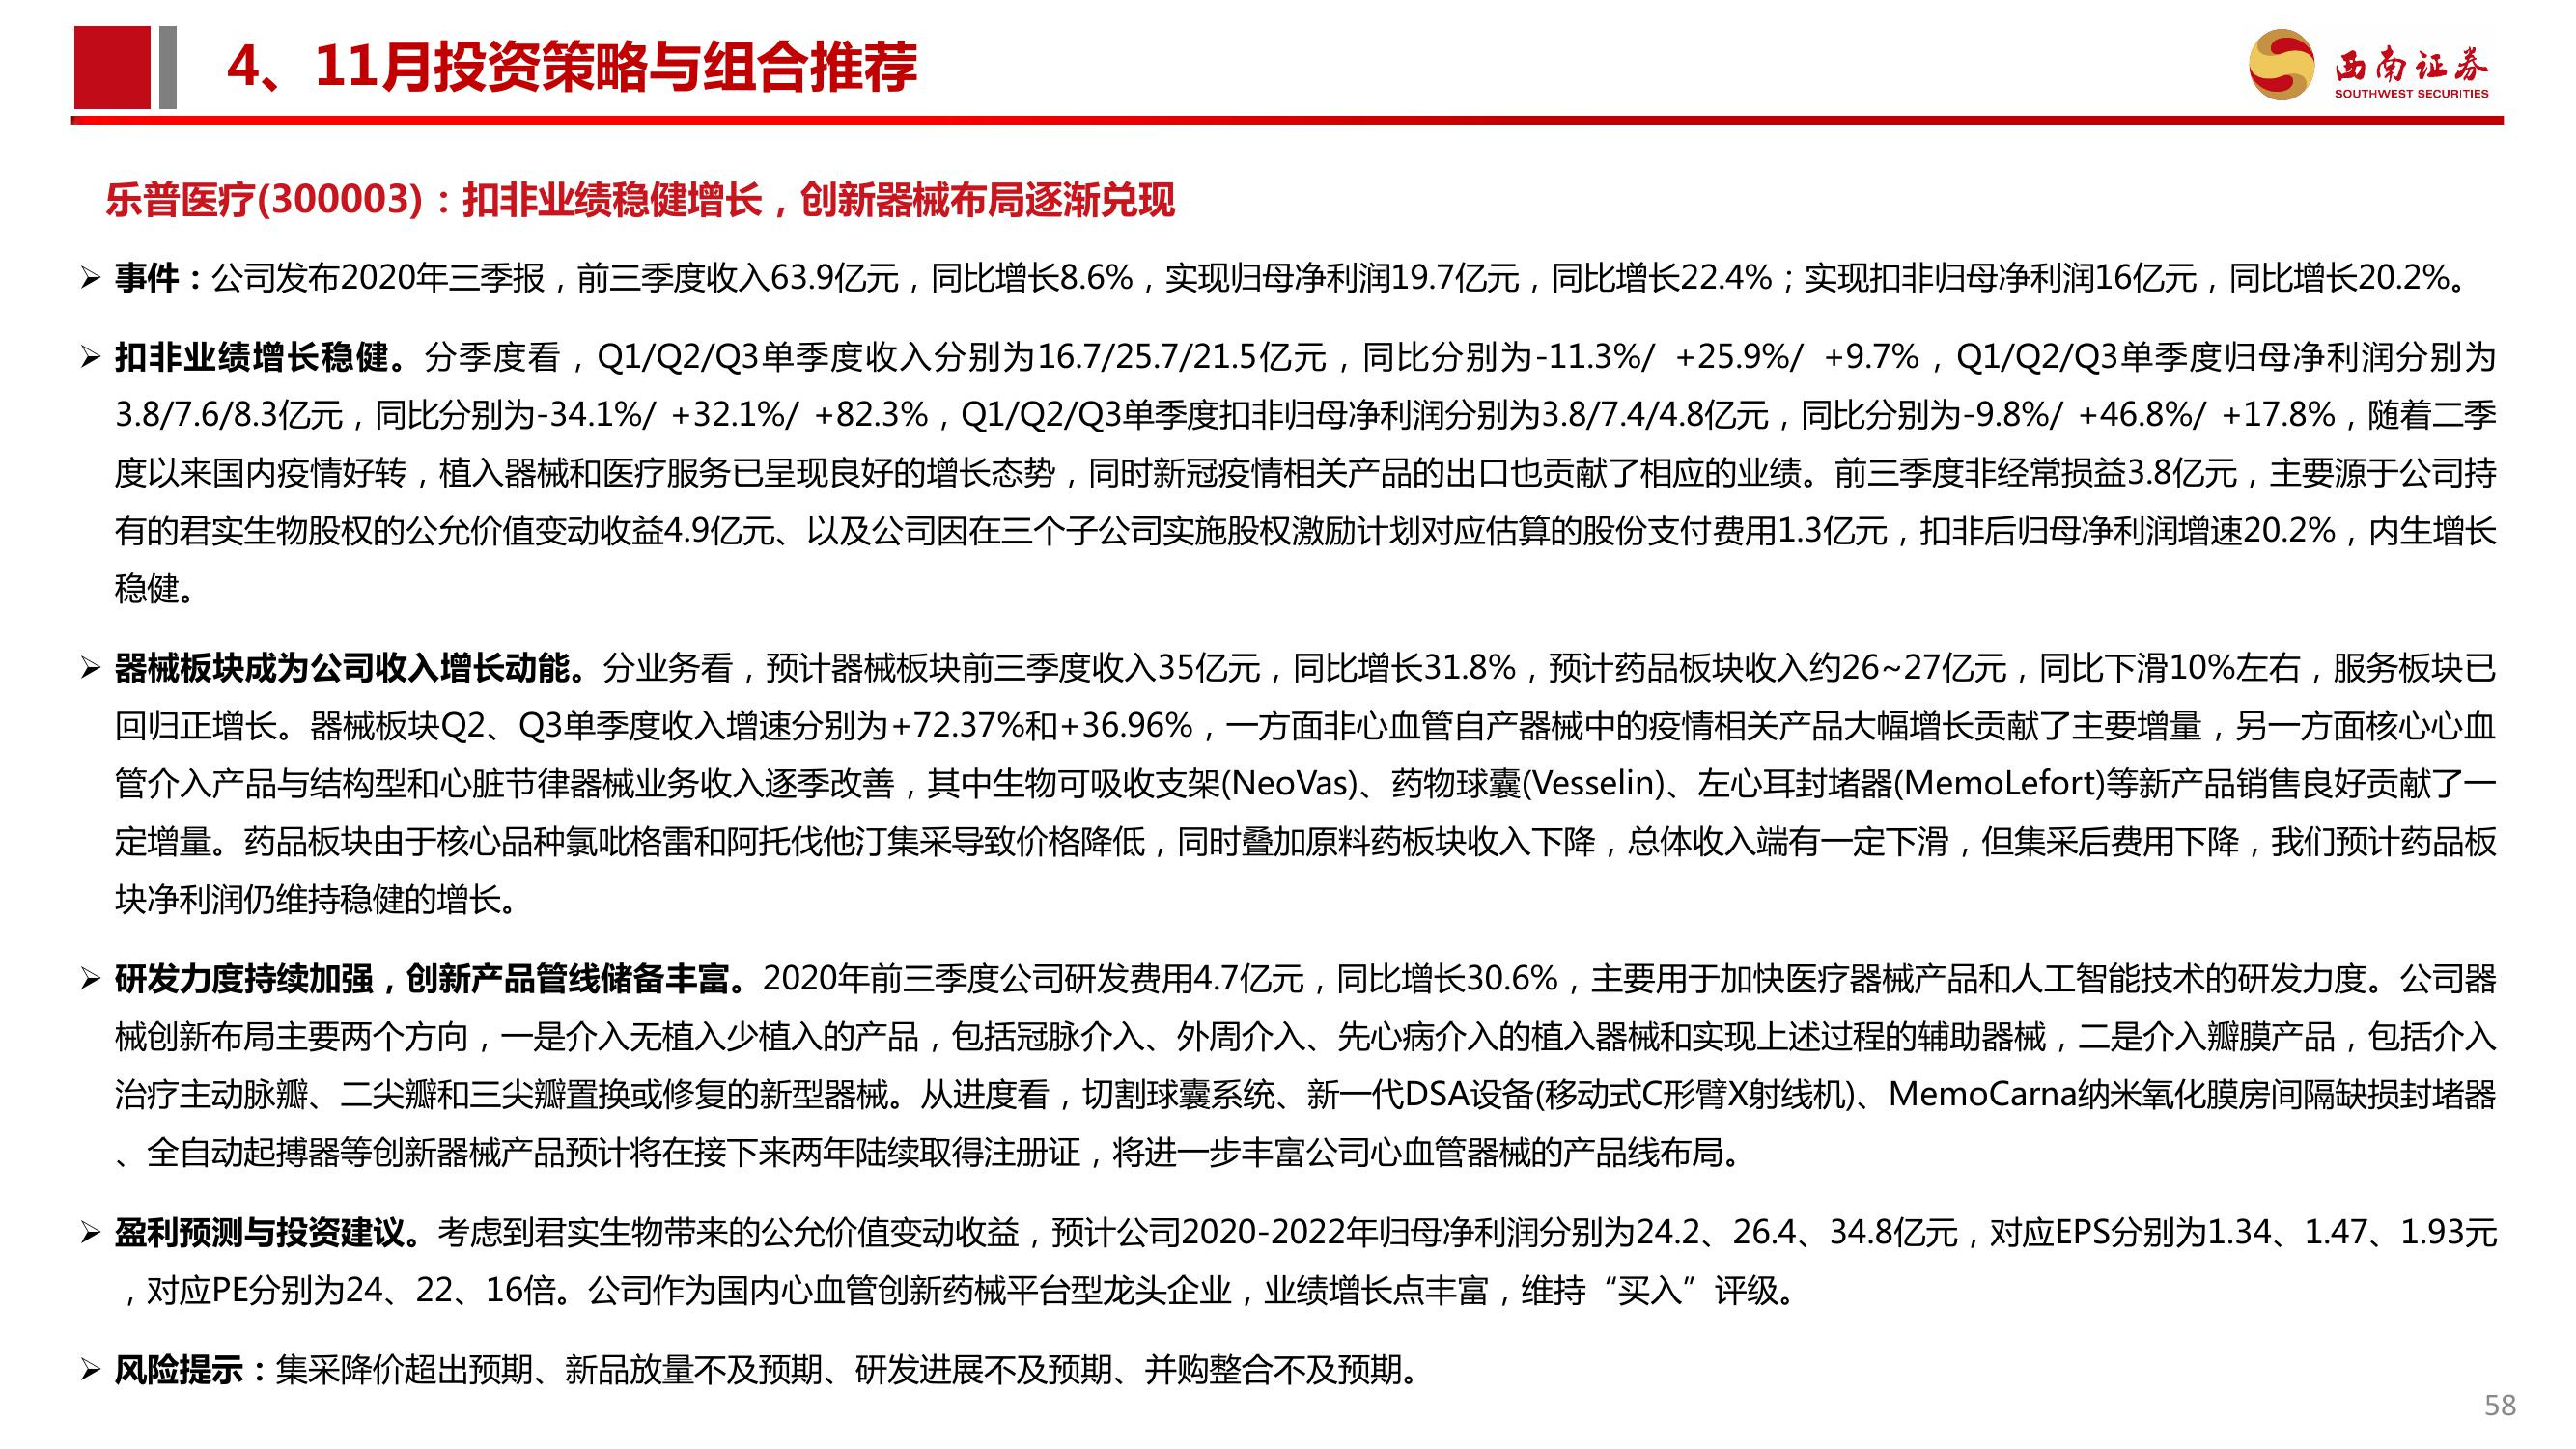 4、11月投资策略与组合推荐
西南证券
SOUTHWEST SECURITIES
乐普医疗(300003)：扣非业绩稳健增长，创新器械布局逐渐兑现
➢ 事件：公司发布2020年三季报，前三季度收入63.9亿元，同比增长8.6%，实现归母净利润19.7亿元，同比增长22.4%；实现扣非归母净利润16亿元，同比增长20.2%。
➢ 扣非业绩增长稳健。分季度看，Q1/Q2/Q3单季度收入分别为16.7/25.7/21.5亿元，同比分别为-11.3%/ +25.9%/ +9.7%，Q1/Q2/Q3单季度归母净利润分别为
3.8/7.6/8.3亿元，同比分别为-34.1%/ +32.1%/ +82.3%，Q1/Q2/Q3单季度扣非归母净利润分别为3.8/7.4/4.8亿元，同比分别为-9.8%/ +46.8%/ +17.8%，随着二季
度以来国内疫情好转，植入器械和医疗服务已呈现良好的增长态势，同时新冠疫情相关产品的出口也贡献了相应的业绩。前三季度非经常损益3.8亿元，主要源于公司持
有的君实生物股权的公允价值变动收益4.9亿元、以及公司因在三个子公司实施股权激励计划对应估算的股份支付费用1.3亿元，扣非后归母净利润增速20.2%，内生增长
稳健。
➢ 器械板块成为公司收入增长动能。分业务看，预计器械板块前三季度收入35亿元，同比增长31.8%，预计药品板块收入约26~27亿元，同比下滑10%左右，服务板块已
回归正增长。器械板块Q2、Q3单季度收入增速分别为+72.37%和+36.96%，一方面非心血管自产器械中的疫情相关产品大幅增长贡献了主要增量，另一方面核心心血
管介入产品与结构型和心脏节律器械业务收入逐季改善，其中生物可吸收支架(NeoVas)、药物球囊(Vesselin)、左心耳封堵器(MemoLefort)等新产品销售良好贡献了一
定增量。药品板块由于核心品种氯吡格雷和阿托伐他汀集采导致价格降低，同时叠加原料药板块收入下降，总体收入端有一定下滑，但集采后费用下降，我们预计药品板
块净利润仍维持稳健的增长。
➢ 研发力度持续加强，创新产品管线储备丰富。2020年前三季度公司研发费用4.7亿元，同比增长30.6%，主要用于加快医疗器械产品和人工智能技术的研发力度。公司器
械创新布局主要两个方向，一是介入无植入少植入的产品，包括冠脉介入、外周介入、先心病介入的植入器械和实现上述过程的辅助器械，二是介入瓣膜产品，包括介入
治疗主动脉瓣、二尖瓣和三尖瓣置换或修复的新型器械。从进度看，切割球囊系统、新一代DSA设备(移动式C形臂X射线机)、MemoCarna纳米氧化膜房间隔缺损封堵器
、全自动起搏器等创新器械产品预计将在接下来两年陆续取得注册证，将进一步丰富公司心血管器械的产品线布局。
➢ 盈利预测与投资建议。考虑到君实生物带来的公允价值变动收益，预计公司2020-2022年归母净利润分别为24.2、26.4、34.8亿元，对应EPS分别为1.34、1.47、1.93元
，对应PE分别为24、22、16倍。公司作为国内心血管创新药械平台型龙头企业，业绩增长点丰富，维持“买入”评级。
➢ 风险提示：集采降价超出预期、新品放量不及预期、研发进展不及预期、并购整合不及预期。
58